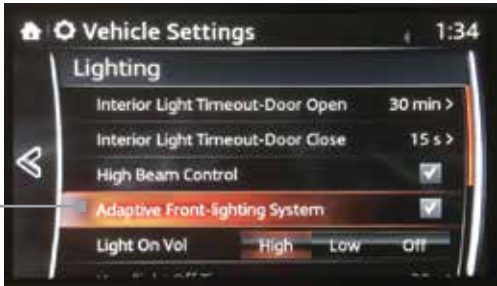 Vehicle Settings 1:34
Lighting
Interior Light Timeout-Door Open 30 min >
Interior Light Timeout-Door Close 15 s >
High Beam Control
Adaptive Front-lighting System
Light On Vol High Low Off